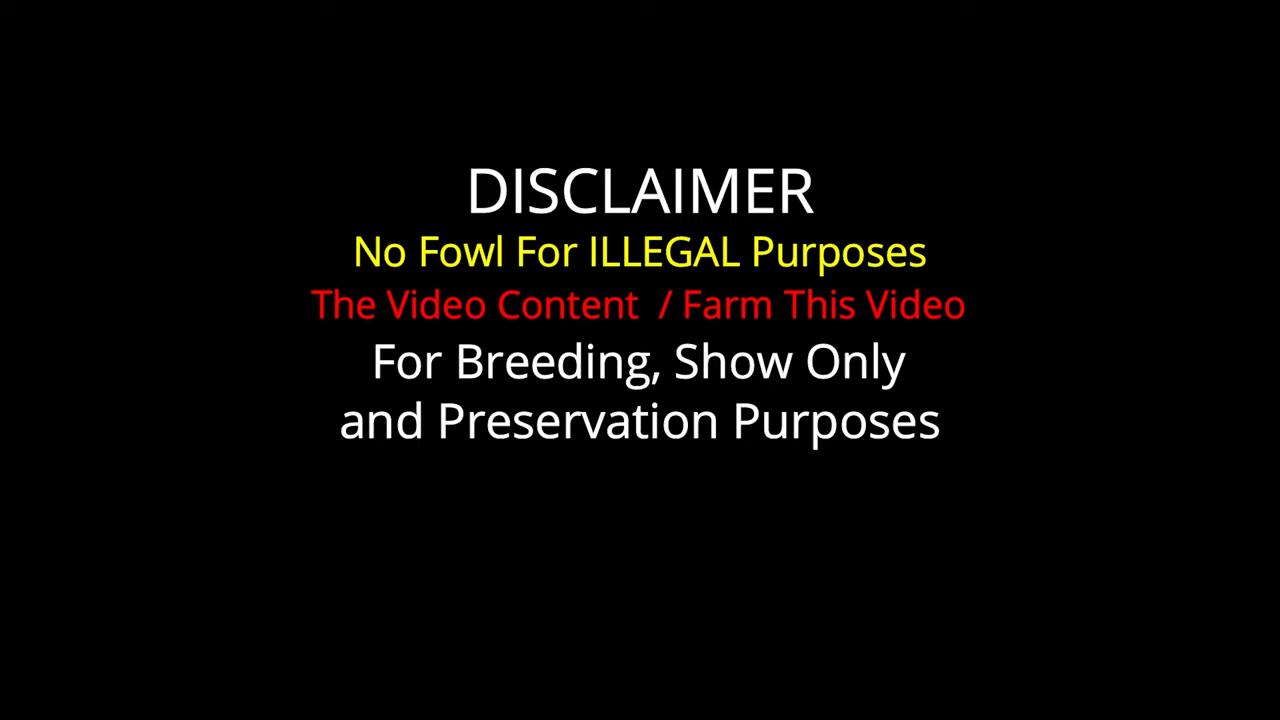 DISCLAIMER
No Fowl For ILLEGAL Purposes
The Video Content / Farm This Video
For Breeding, Show Only
and Preservation Purposes